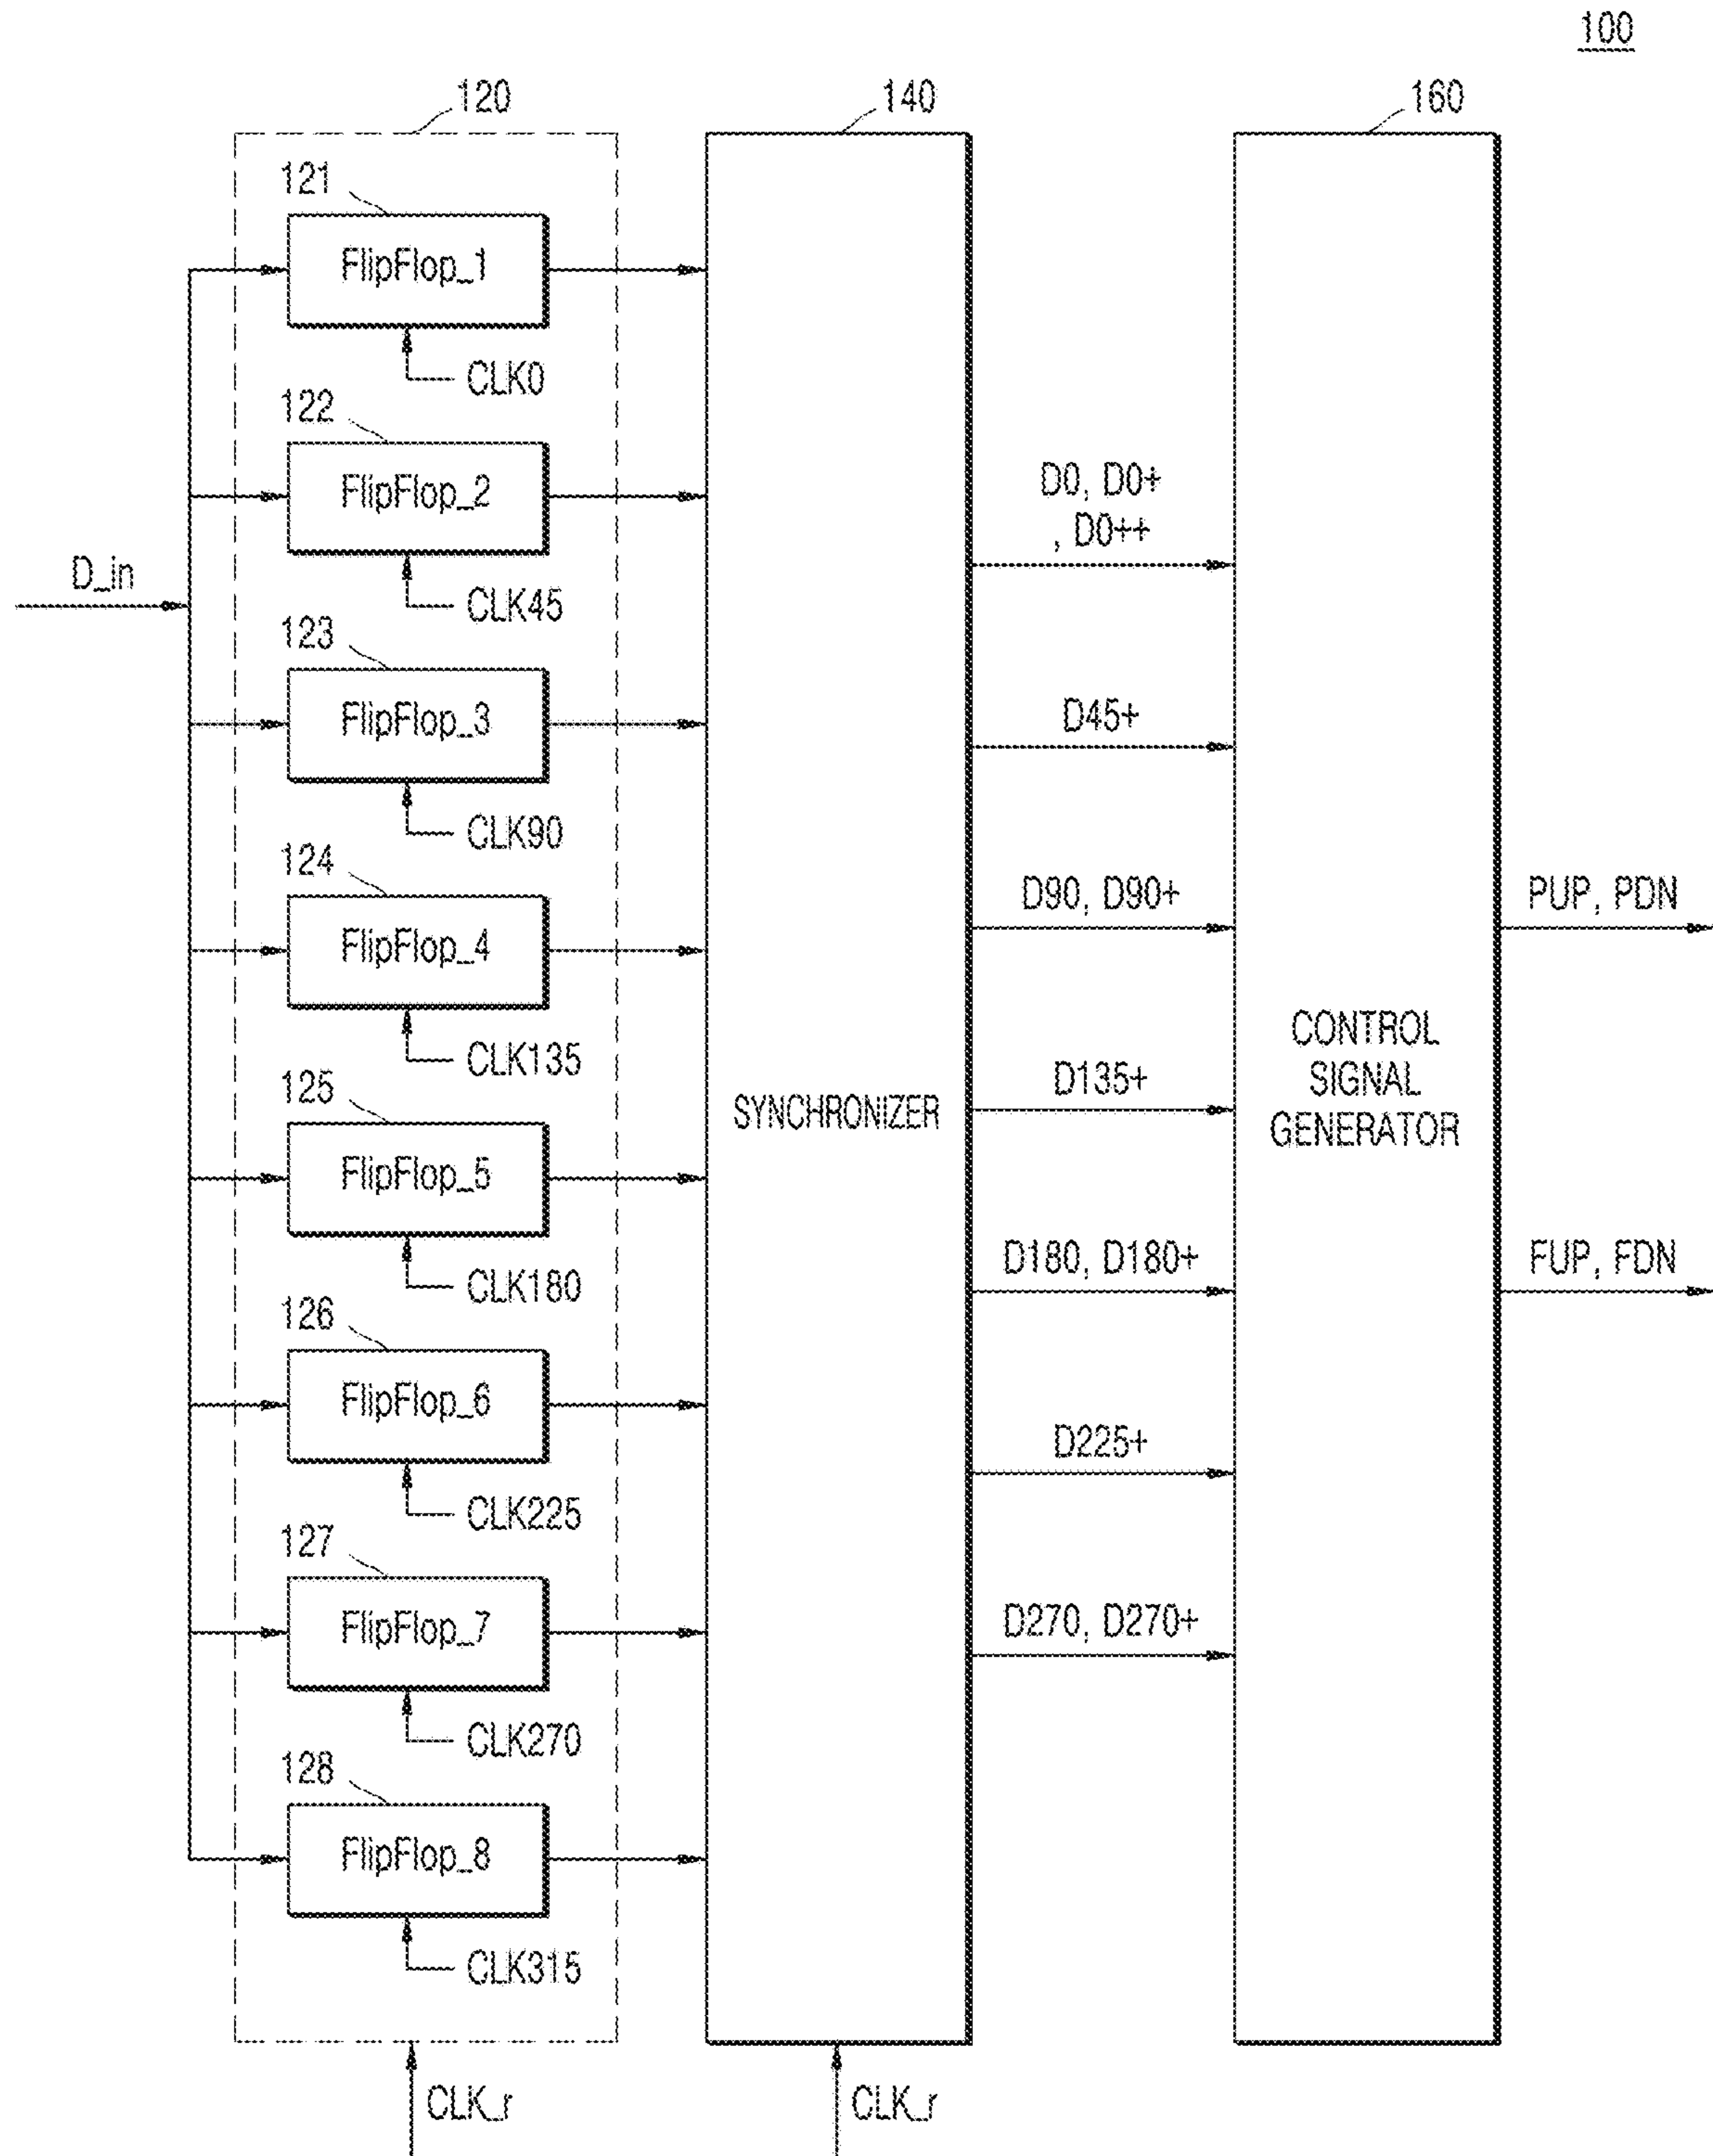 100
120
140
160
121
FlipFlop_1
CLK0
122
FlipFlop_2
D0, D0+
, D0++
D_in
CLK45
123
FlipFlop_3
D45+
CLK90
124
FlipFlop_4
D90, D90+
PUP, PDN
CLK135
125
FlipFlop_5
SYNCHRONIZER
D135+
CONTROL
SIGNAL
GENERATOR
CLK180
126
FlipFlop_6
D180, D180+
FUP, FDN
CLK225
127
FlipFlop_7
D225+
CLK270
128
FlipFlop_8
D270, D270+
CLK315
CLK_r
CLK_r